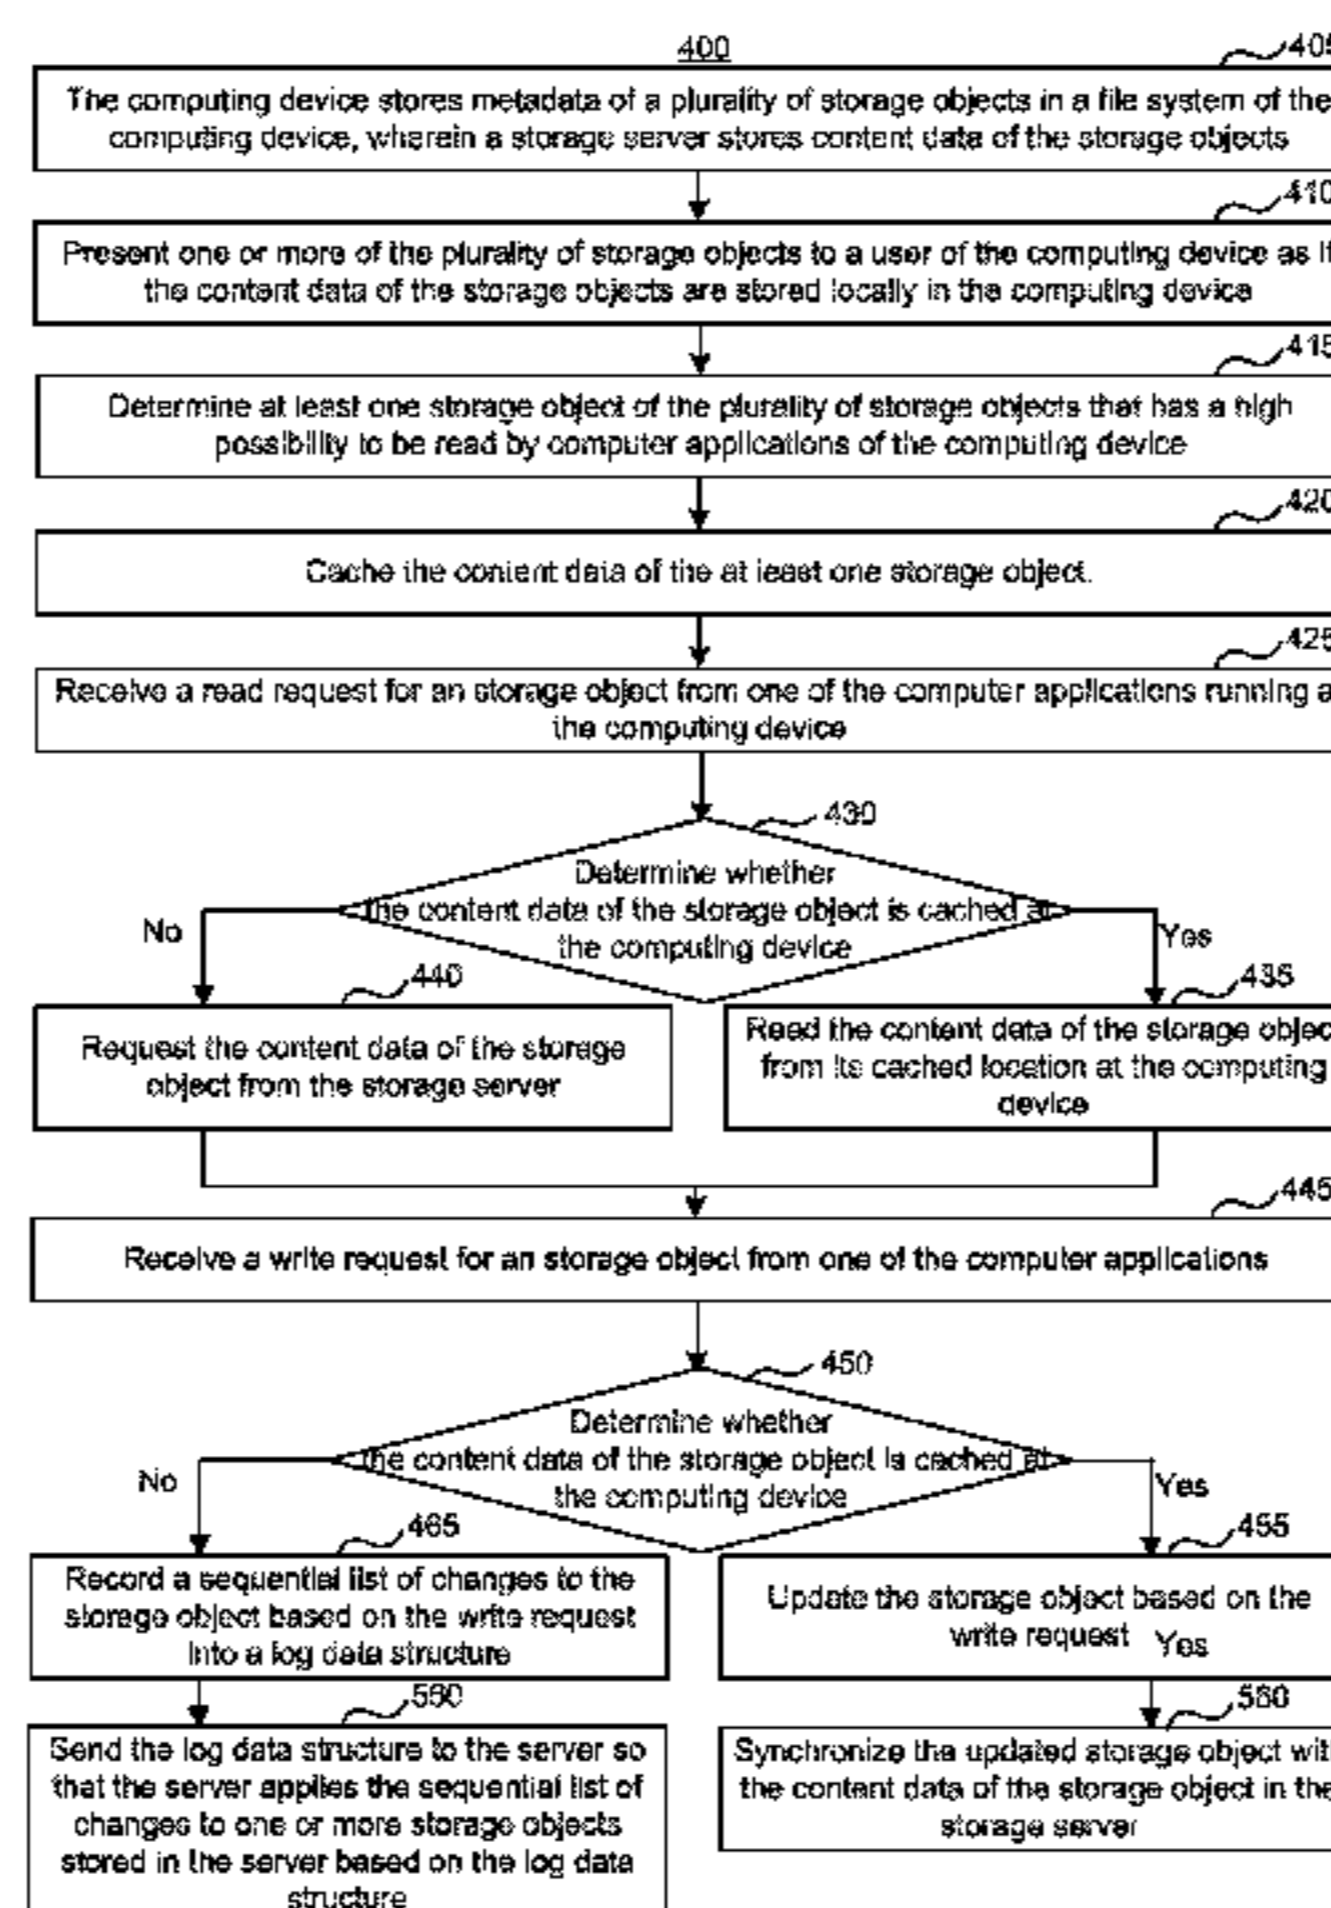 400
405
The computing device stores metadata of a plurality of storage objects in a file system of the
computing device, wherein a storage server stores content data of the storage objects
410
Present one or more of the plurality of storage objects to a user of the computing device as if
the content data of the storage objects are stored locally in the computing device
415
Determine at least one storage object of the plurality of storage objects that has a high
possibility to be read by computer applications of the computing device
420
Cache the content data of the at least one storage object.
425
Receive a read request for an storage object from one of the computer applications running a
the computing device
430
Determine whether
the content data of the storage object is cached at
the computing device
No
Yes
440
435
Request the content data of the storage
object from the storage server
Read the content data of the storage objec
from its cached location at the computing
device
445
Receive a write request for an storage object from one of the computer applications
450
Determine whether
the content data of the storage object is cached at
the computing device
No
Yes
465
455
Record a sequential list of changes to the
storage object based on the write request
into a log data structure
Update the storage object based on the
write request Yes
560
560
Send the log data structure to the server so
that the server applies the sequential list of
changes to one or more storage objects
stored in the server based on the log data
structure
Synchronize the updated storage object with
the content data of the storage object in the
storage server